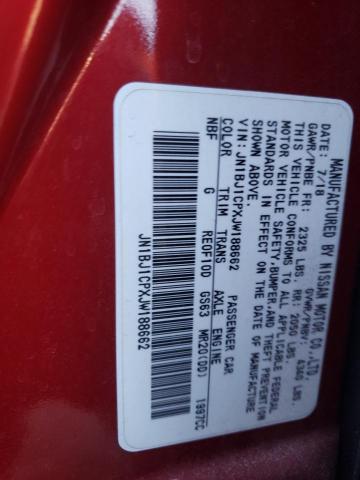 MFD BY NISSAN MOTOR CO.,LTD.
DATE: 7/18 GVWR/PNBV: 4340 LBS.
GAWR/PNBE FR: 2325 LBS. RR: 2050 LBS.
THIS VEHICLE CONFORMS TO ALL APPLICABLE FEDERAL
MOTOR VEHICLE SAFETY,BUMPER,AND THEFT PREVENTION
STANDARDS IN EFFECT ON THE DATE OF MANUFACTURE
SHOWN ABOVE.
VIN: JN1BJ1CPXJW188662 PASSENGER CAR
COLOR TRIM TRANS AXLE ENGINE
NBF G RE0F10D GS63 MR20(DD) 1997CC
JN1BJ1CPXJW188662